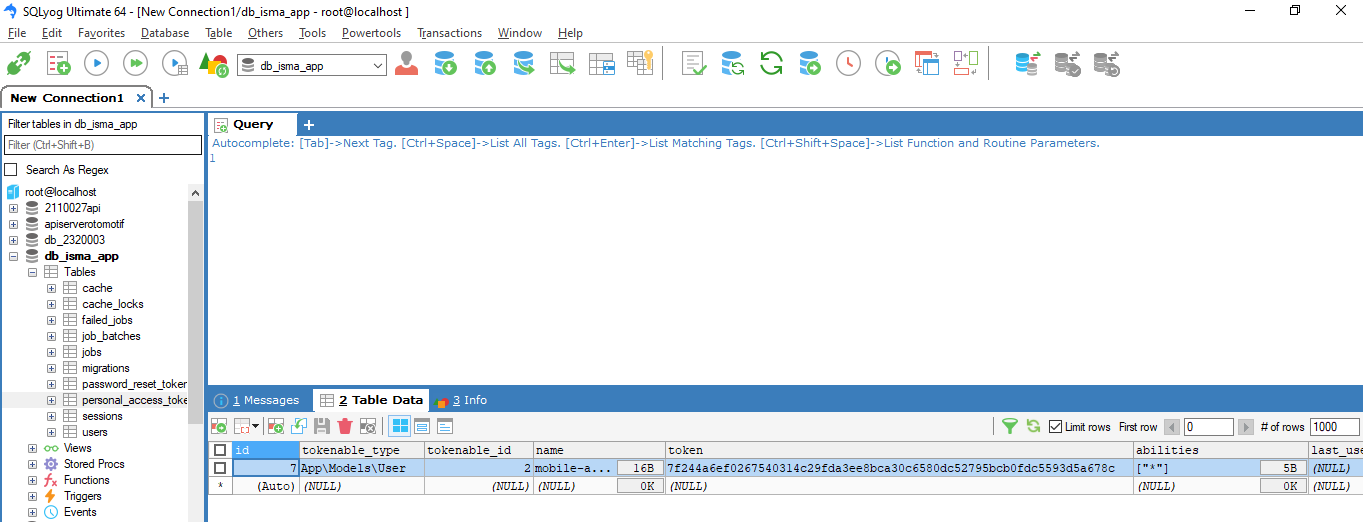 SQLyog Ultimate 64 - [New Connection1/db_isma_app - root@localhost ]
File Edit Favorites Database Table Others Tools Powertools Transactions Window Help
db_isma_app
New Connection1
Filter tables in db_isma_app
Filter (Ctrl+Shift+B)
Search As Regex
root@localhost
2110027api
apiserverotomotif
db_2320003
db_isma_app
Tables
cache
cache_locks
failed_jobs
job_batches
jobs
migrations
password_reset_token
personal_access_toke
sessions
users
Views
Stored Procs
Functions
Triggers
Events
Query
Autocomplete: [Tab]->Next Tag. [Ctrl+Space]->List All Tags. [Ctrl+Enter]->List Matching Tags. [Ctrl+Shift+Space]->List Function and Routine Parameters.
1
1 Messages 2 Table Data 3 Info
Limit rows First row 0 # of rows 1000
id tokenable_type tokenable_id name token abilities last_use
7 App\Models\User 2 mobile-a... 16B 7f244a6ef0267540314c29fda3ee8bca30c6580dc52795bcb0fdc5593d5a678c ["*"] 5B (NULL)
* (Auto) (NULL) (NULL) (NULL) 0K (NULL) (NULL) 0K (NULL)